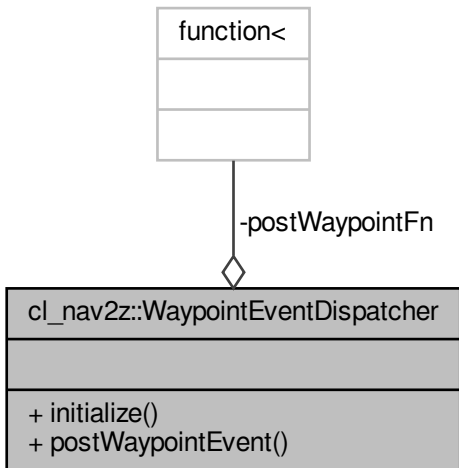 function<
-postWaypointFn
cl_nav2z::WaypointEventDispatcher
+ initialize()
+ postWaypointEvent()